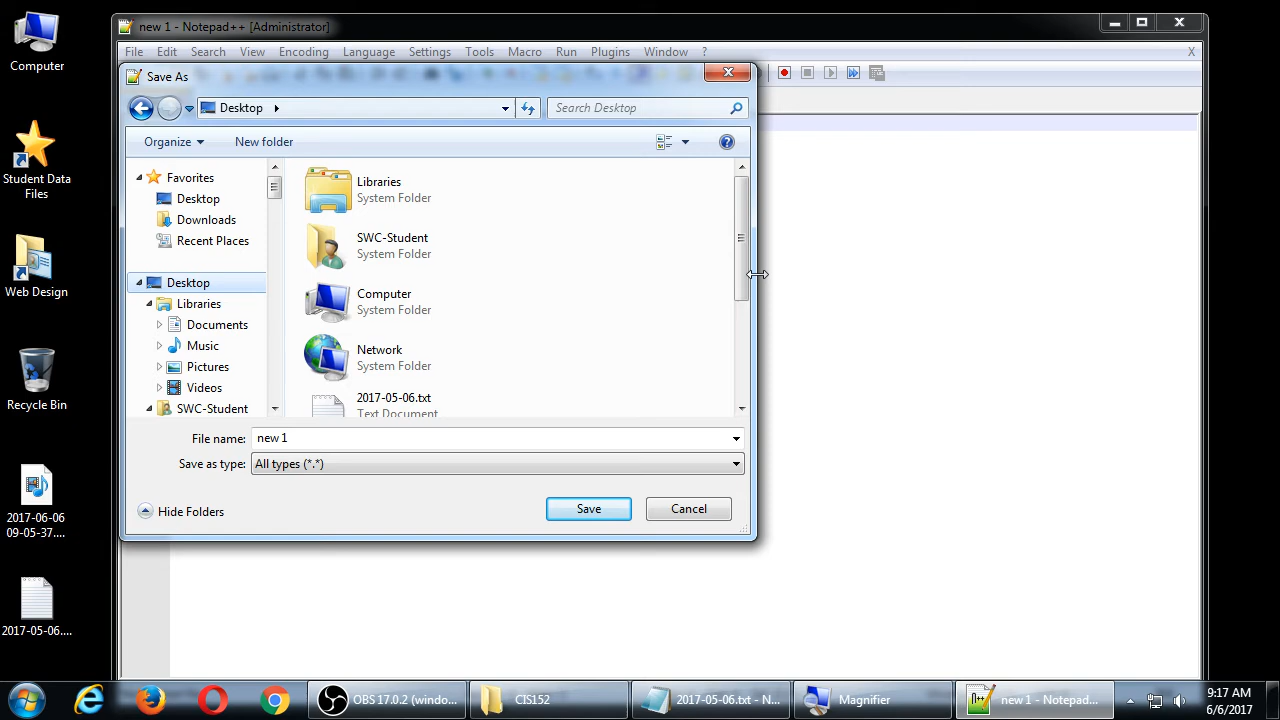 new 1 - Notepad++ [Administrator]
File Edit Search View Encoding Language Settings Tools Macro Run Plugins Window ? X
Save As
Desktop
Search Desktop
Organize New folder
Favorites
Desktop
Downloads
Recent Places
Desktop
Libraries
Documents
Music
Pictures
Videos
SWC-Student
Libraries
System Folder
SWC-Student
System Folder
Computer
System Folder
Network
System Folder
2017-05-06.txt
Text Document
File name: new 1
Save as type: All types (*.*)
Hide Folders Save Cancel
Computer
Student Data
Files
Web Design
Recycle Bin
2017-06-06
09-05-37....
2017-05-06....
OBS 17.0.2 (windo... CIS152 2017-05-06.txt - N... Magnifier new 1 - Notepad...
9:17 AM
6/6/2017